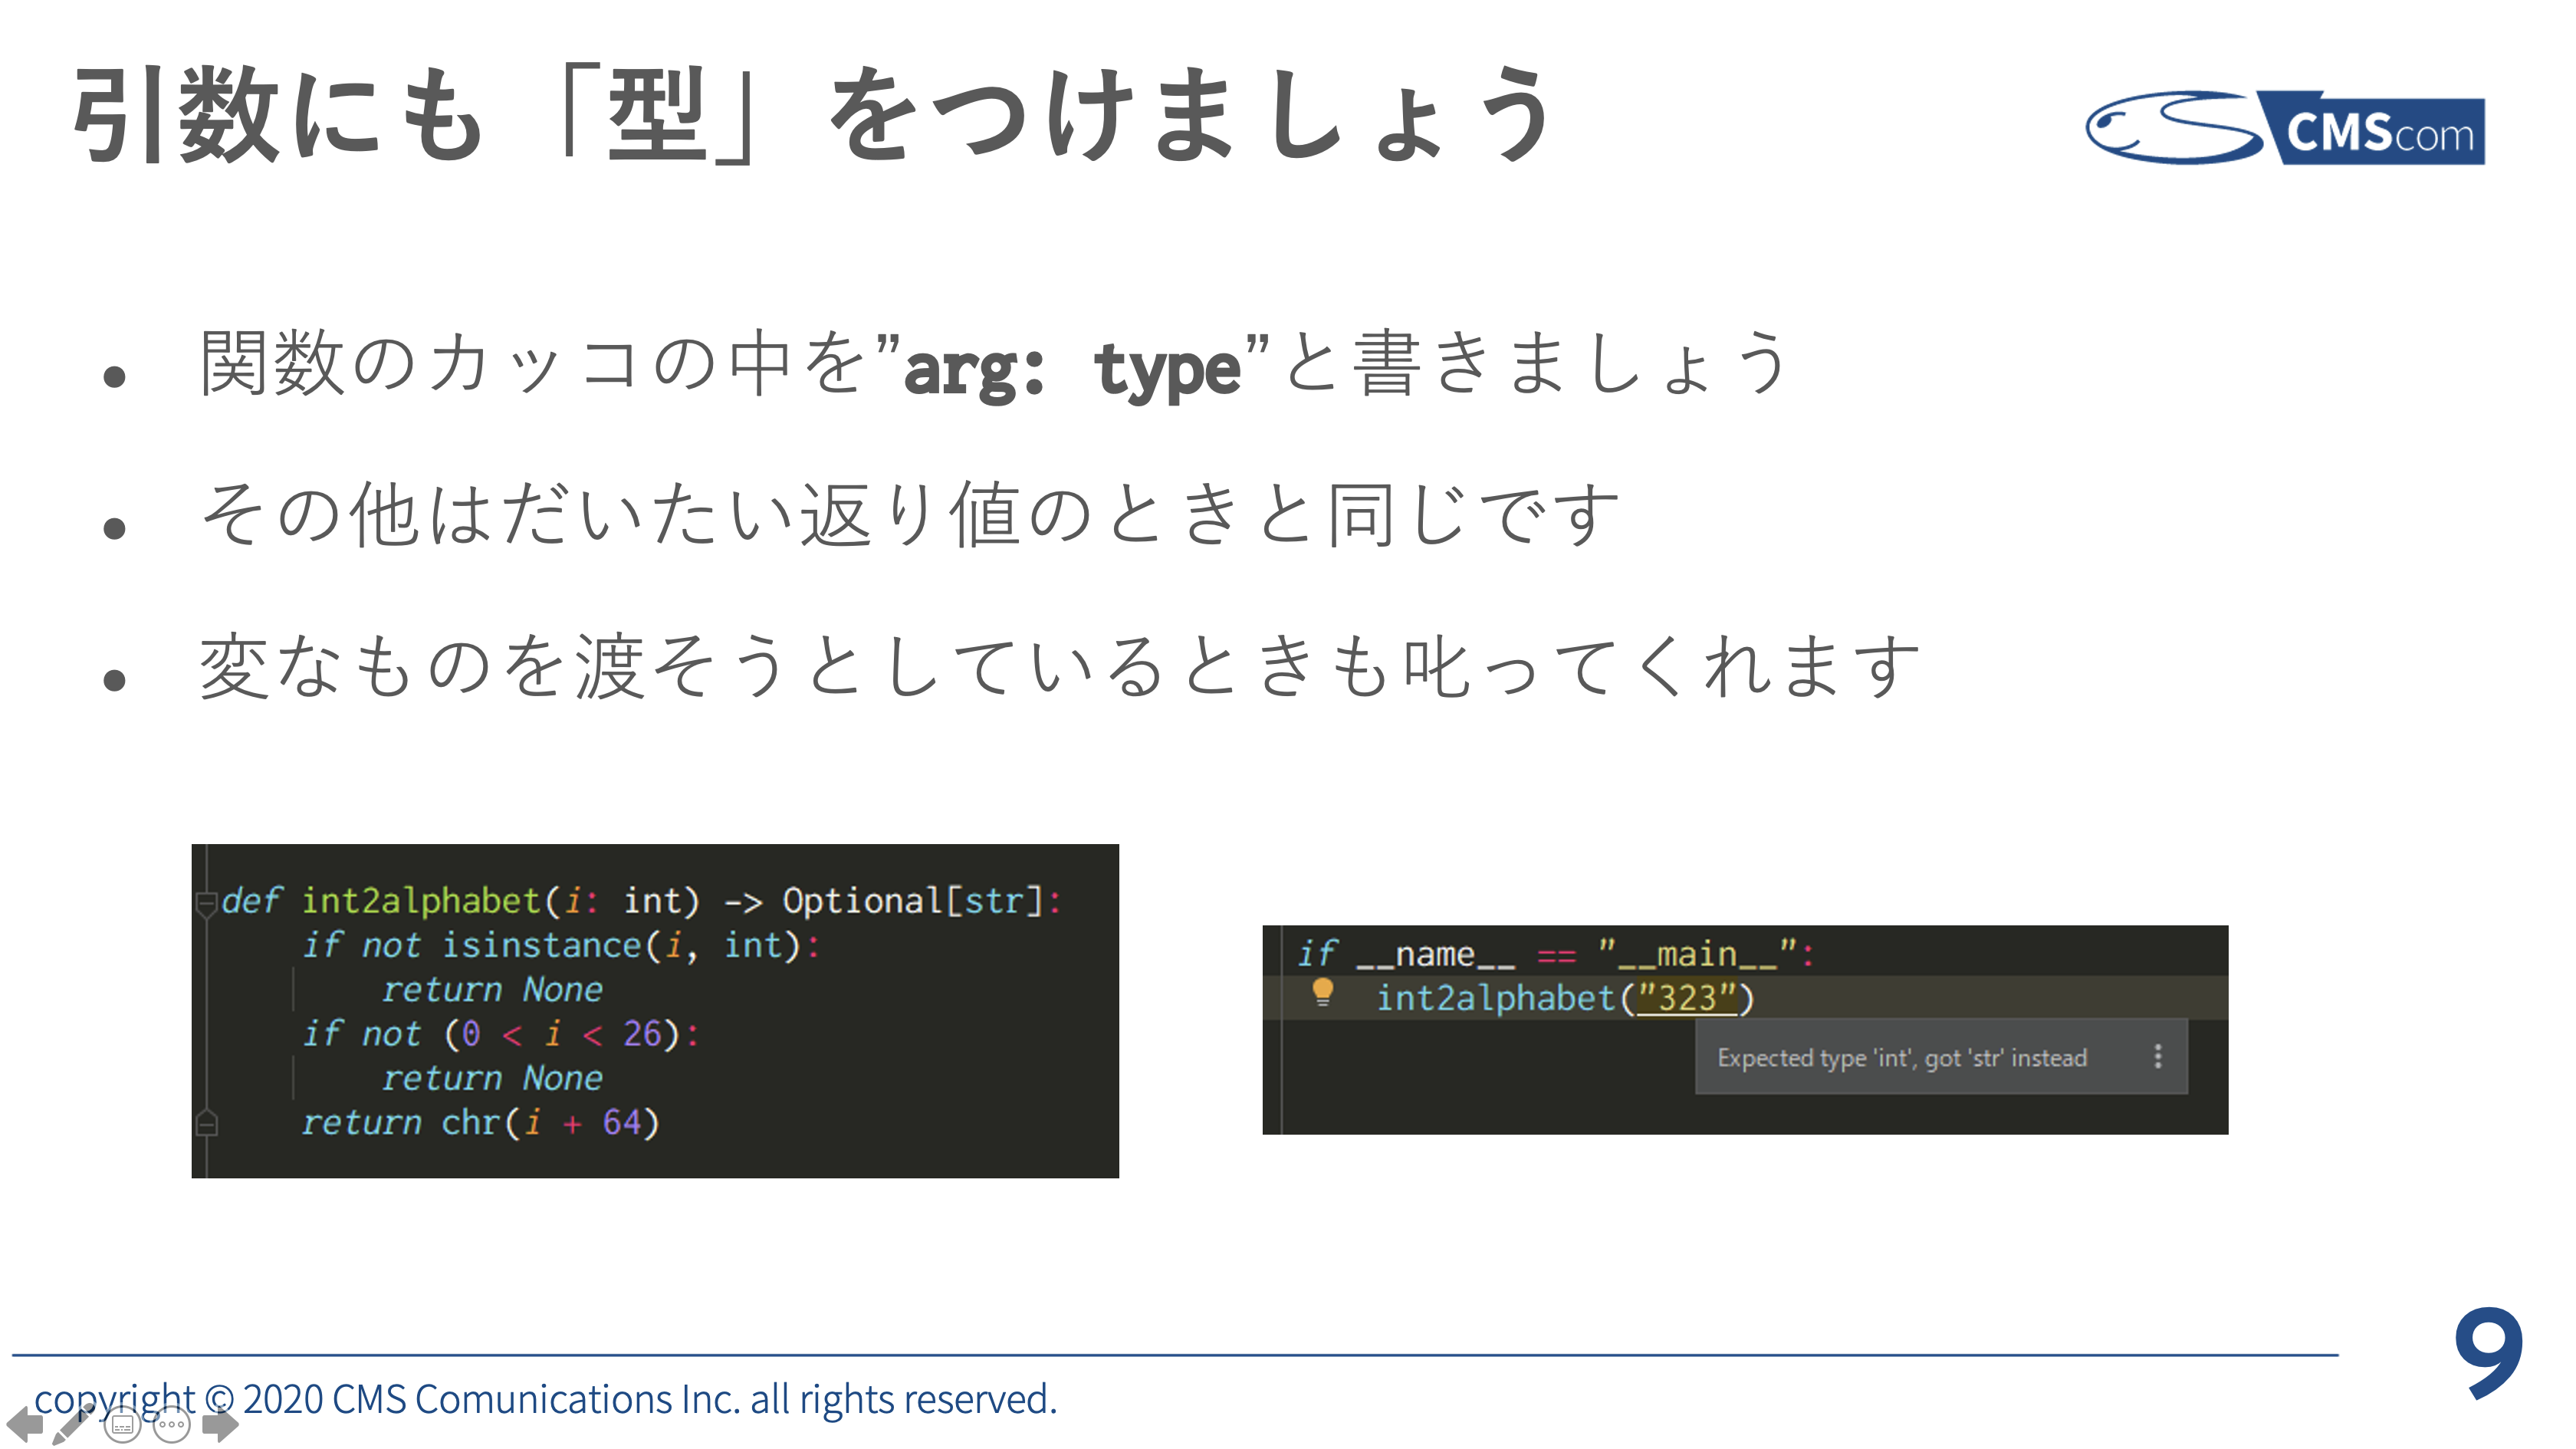 引数にも「型」をつけましょう
CMScom
• 関数のカッコの中を”arg: type”と書きましょう
• その他はだいたい返り値のときと同じです
• 変なものを渡そうとしているときも叱ってくれます
def int2alphabet(i: int) -> Optional[str]:
    if not isinstance(i, int):
        return None
    if not (0 < i < 26):
        return None
    return chr(i + 64)
if __name__ == "__main__":
    int2alphabet("323")
Expected type 'int', got 'str' instead
9
copyright © 2020 CMS Comunications Inc. all rights reserved.